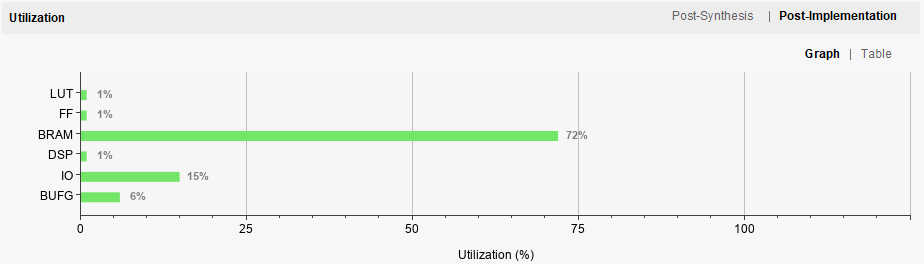 Utilization Post-Synthesis | Post-Implementation
Graph | Table
LUT 1%
FF 1%
BRAM 72%
DSP 1%
IO 15%
BUFG 6%
0 25 50 75 100
Utilization (%)